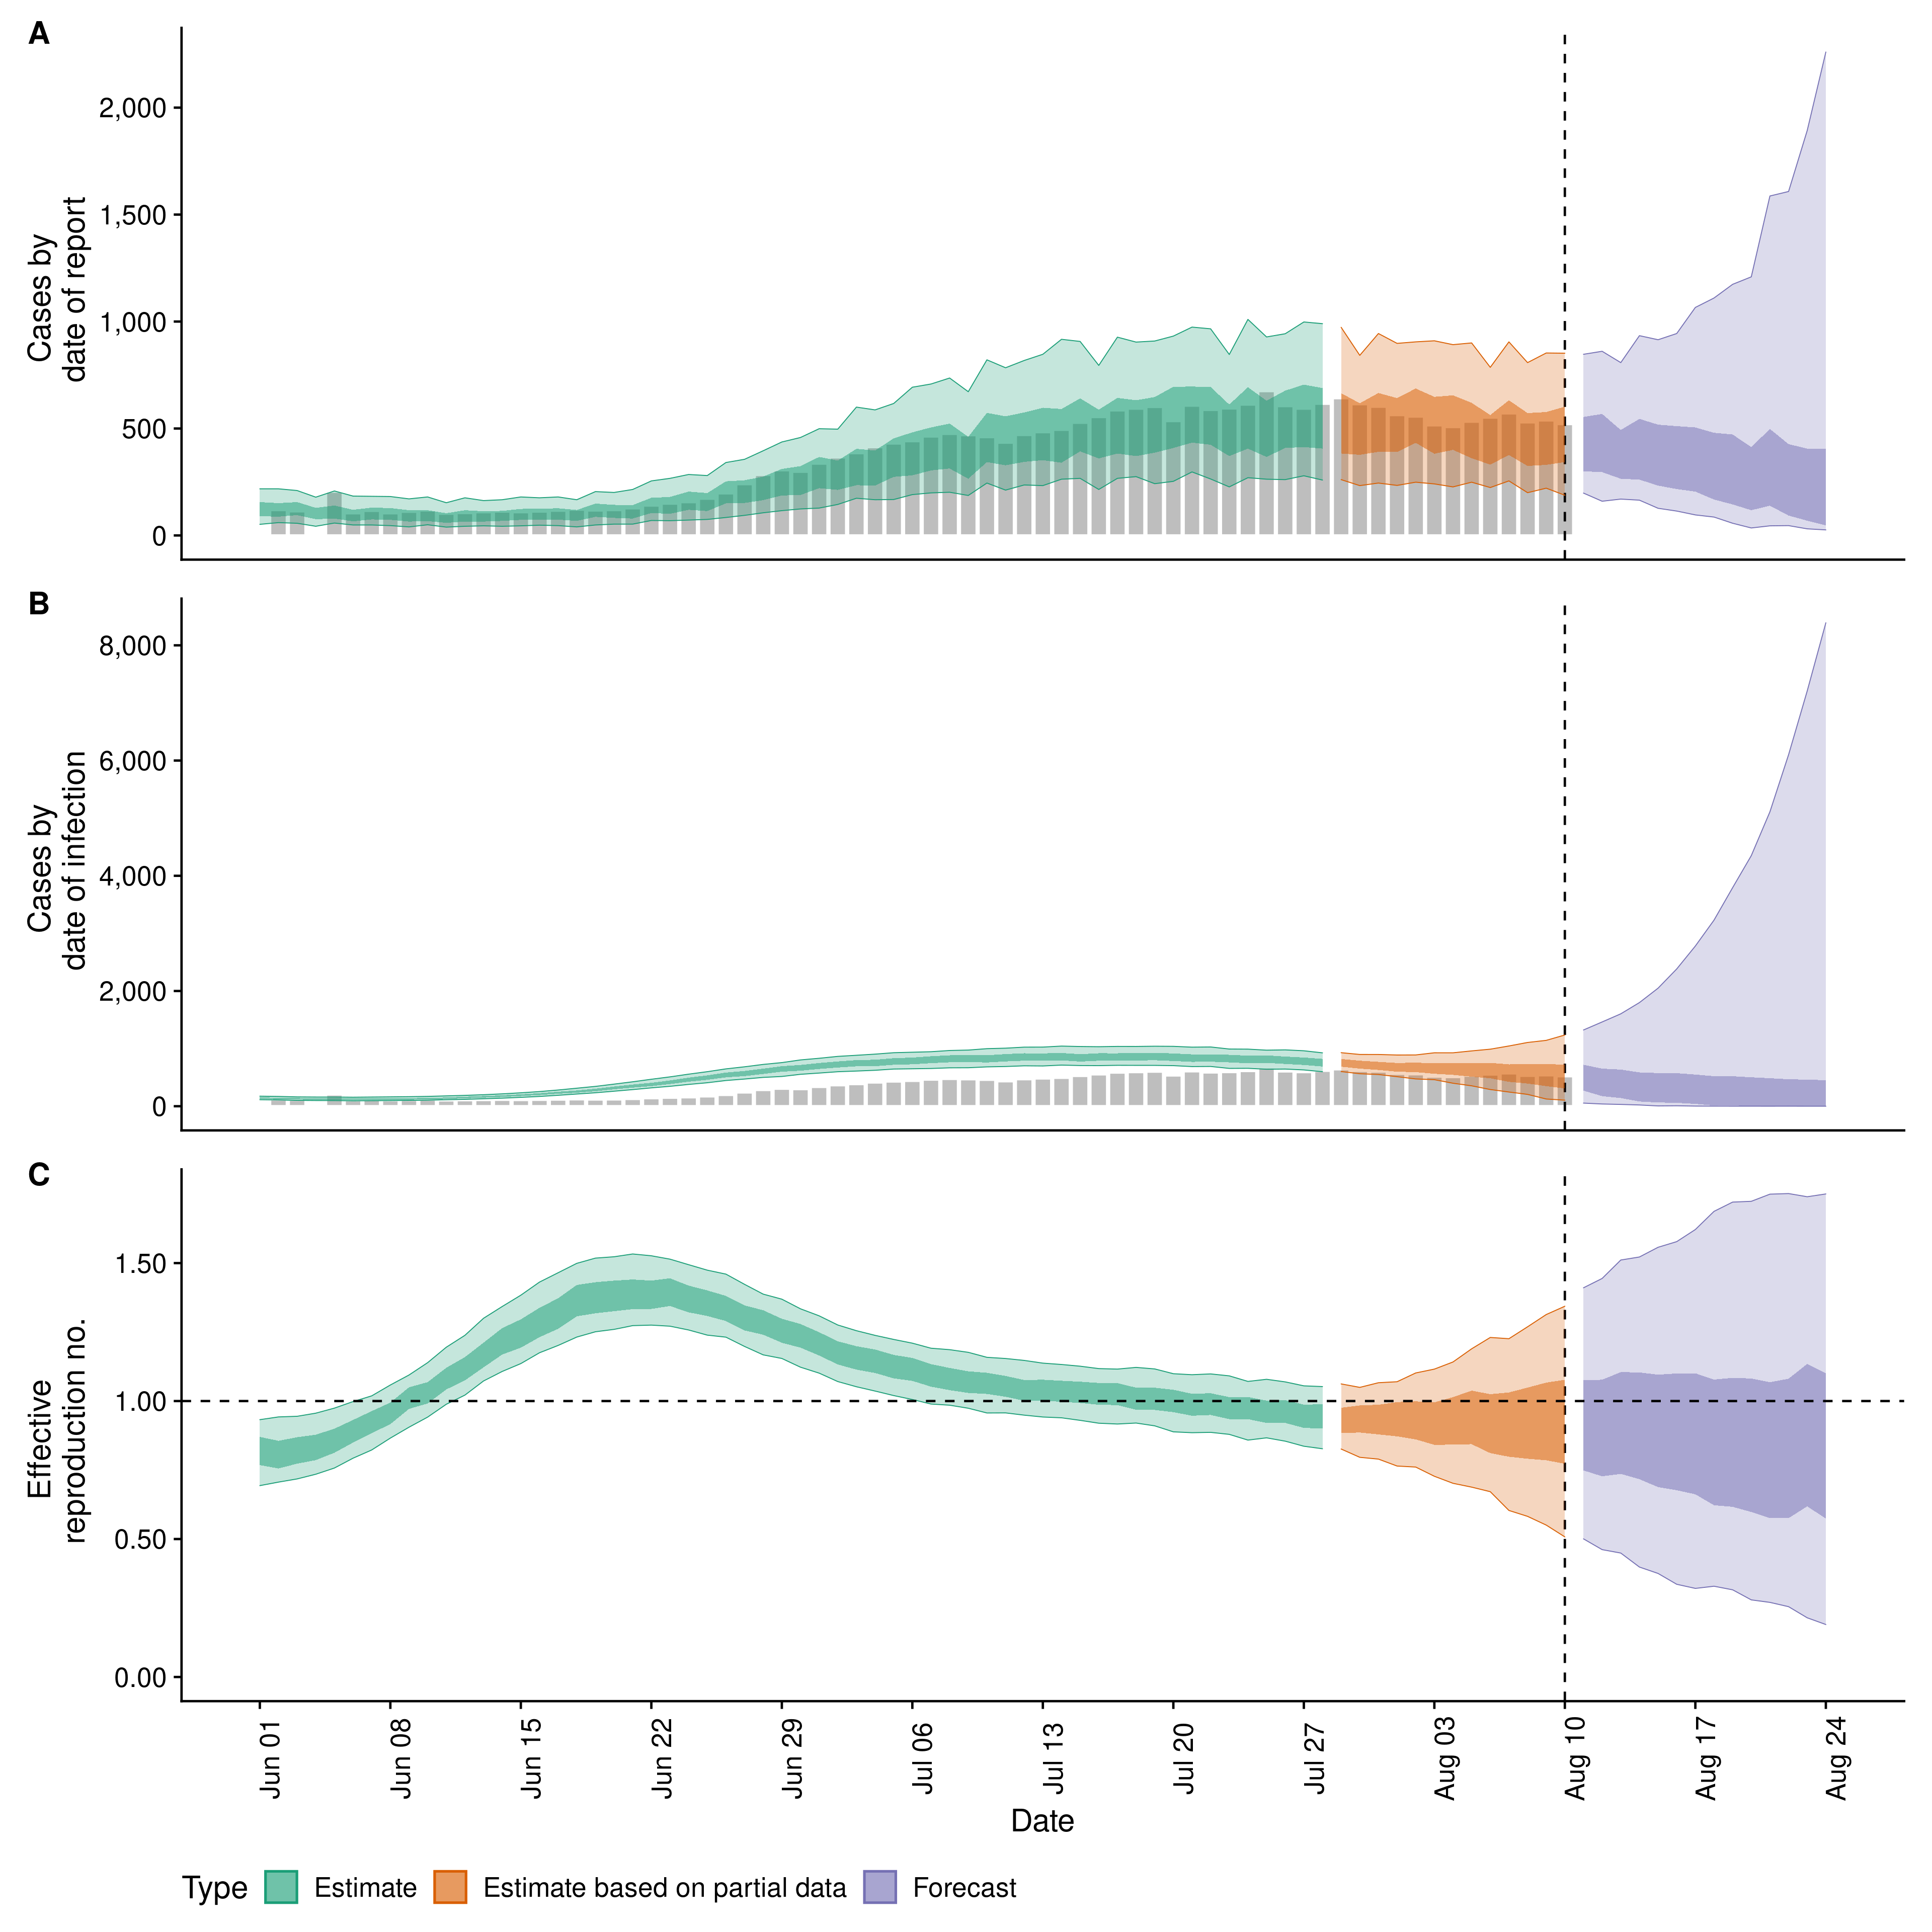 A
Cases by
date of report
2,000
1,500
1,000
500
0
B
Cases by
date of infection
8,000
6,000
4,000
2,000
0
C
Effective
reproduction no.
1.50
1.00
0.50
0.00
Jun 01
Jun 08
Jun 15
Jun 22
Jun 29
Jul 06
Jul 13
Jul 20
Jul 27
Aug 03
Aug 10
Aug 17
Aug 24
Date
Type Estimate Estimate based on partial data Forecast